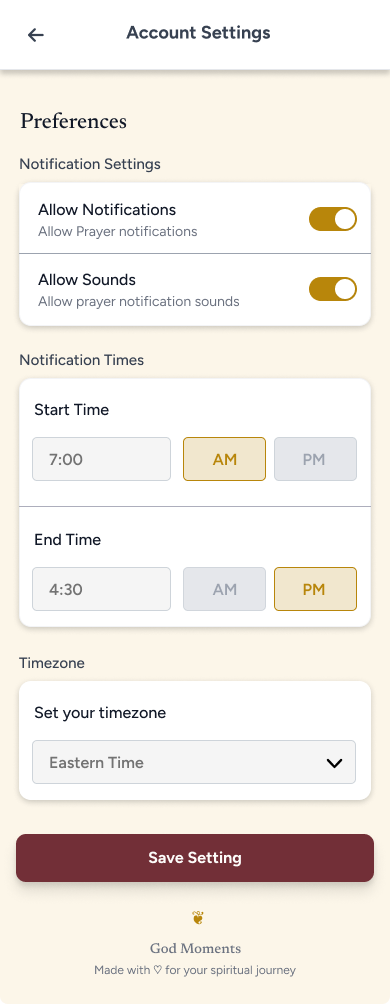 Account Settings
Preferences
Notification Settings
Allow Notifications
Allow Prayer notifications
Allow Sounds
Allow prayer notification sounds
Notification Times
Start Time
7:00 AM PM
End Time
4:30 AM PM
Timezone
Set your timezone
Eastern Time
Save Setting
❦
God Moments
Made with ♡ for your spiritual journey